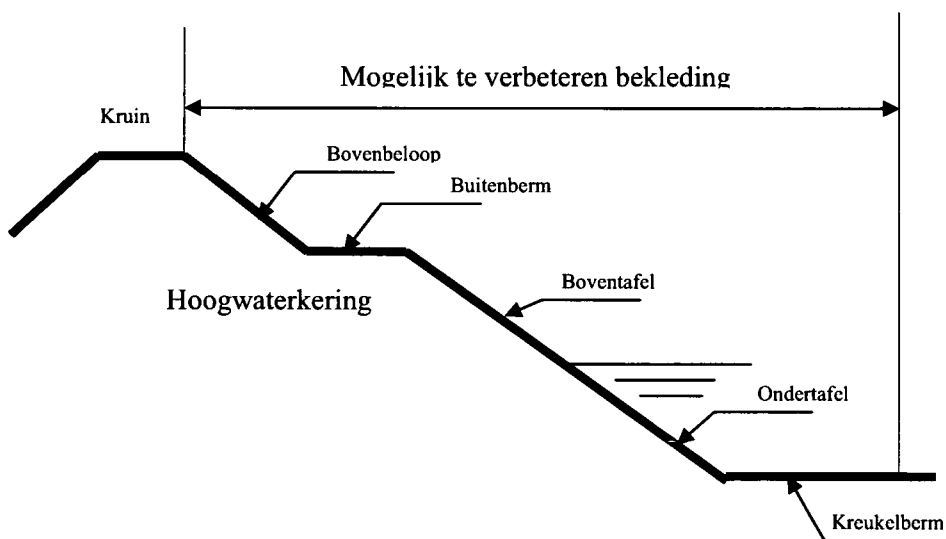 Mogelijk te verbeteren bekleding
Kruin
Bovenbeloop
Buitenberm
Boventafel
Hoogwaterkering
Ondertafel
Kreukelberm